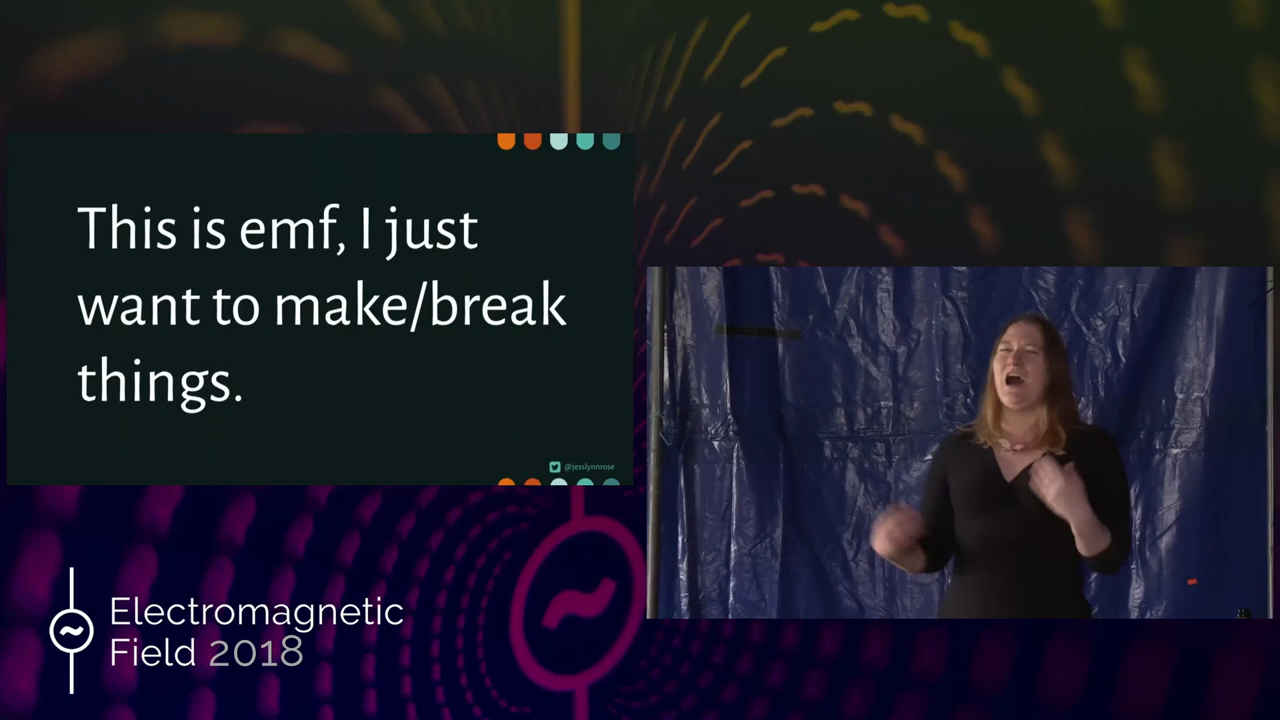 This is emf, I just
want to make/break
things.
@jesslynnrose
Electromagnetic
Field 2018